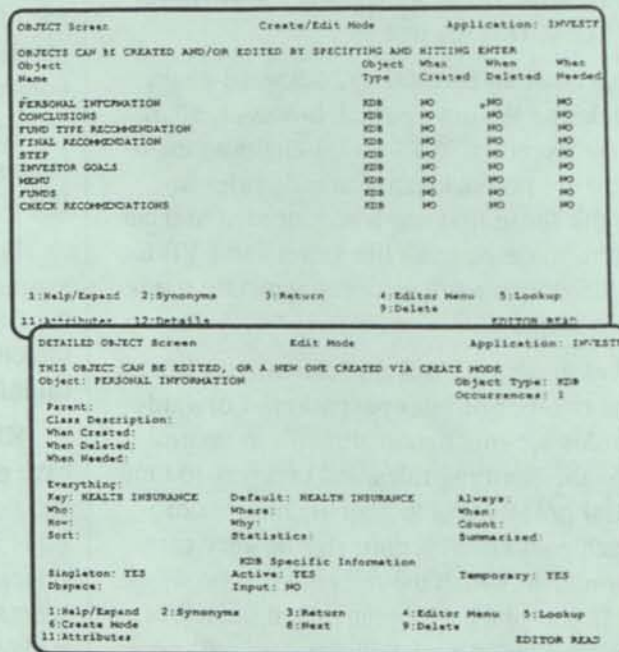 OBJECT Screen Create/Edit Mode Application: INVESTF
OBJECTS CAN BE CREATED AND/OR EDITED BY SPECIFYING AND HITTING ENTER
Object Object When When When
Name Type Created Deleted Needed
PERSONAL INFORMATION KDB NO NO NO
CONCLUSIONS KDB NO NO NO
FUND TYPE RECOMMENDATION KDB NO NO NO
FINAL RECOMMENDATION KDB NO NO NO
STEP KDB NO NO NO
INVESTOR GOALS KDB NO NO NO
MENU KDB NO NO NO
FUNDS KDB NO NO NO
CHECK RECOMMENDATIONS KDB NO NO NO
1:Help/Expand 2:Synonyms 3:Return 4:Editor Menu 5:Lookup
9:Delete
11:Attributes 12:Details EDITOR READ
DETAILED OBJECT Screen Edit Mode Application: INVESTF
THIS OBJECT CAN BE EDITED, OR A NEW ONE CREATED VIA CREATE MODE
Object: PERSONAL INFORMATION Object Type: KDB
Occurrences: 1
Parent:
Class Description:
When Created:
When Deleted:
When Needed:
Everything:
Key: HEALTH INSURANCE Default: HEALTH INSURANCE Always:
Who: Where: When:
How: Why: Count:
Sort: Statistics: Summarized:
KDB Specific Information
Singleton: YES Active: YES Temporary: YES
Dbspace: Input: NO
1:Help/Expand 2:Synonyms 3:Return 4:Editor Menu 5:Lookup
6:Create Mode 8:Next 9:Delete
11:Attributes EDITOR READ